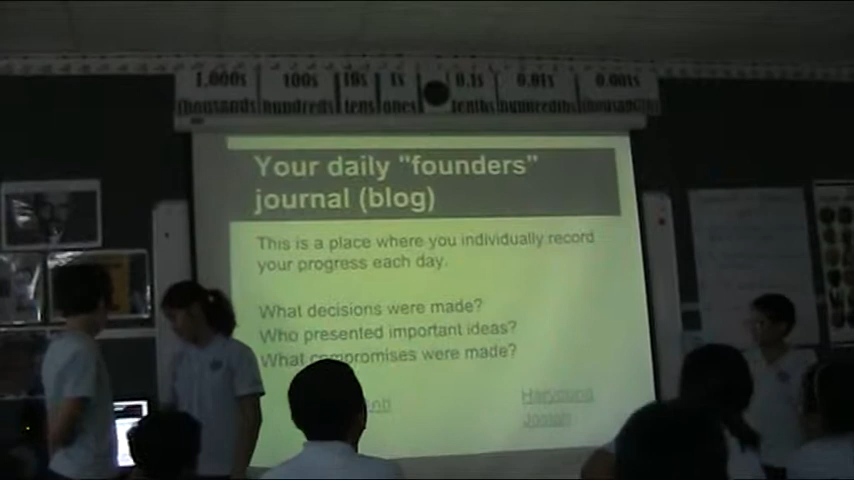 1,000s 100s 10s 1s 0.1s 0.01s 0.001s
thousands hundreds tens ones tenths hundredths thousandths
Your daily "founders"
journal (blog)
This is a place where you individually record
your progress each day.
What decisions were made?
Who presented important ideas?
What compromises were made?